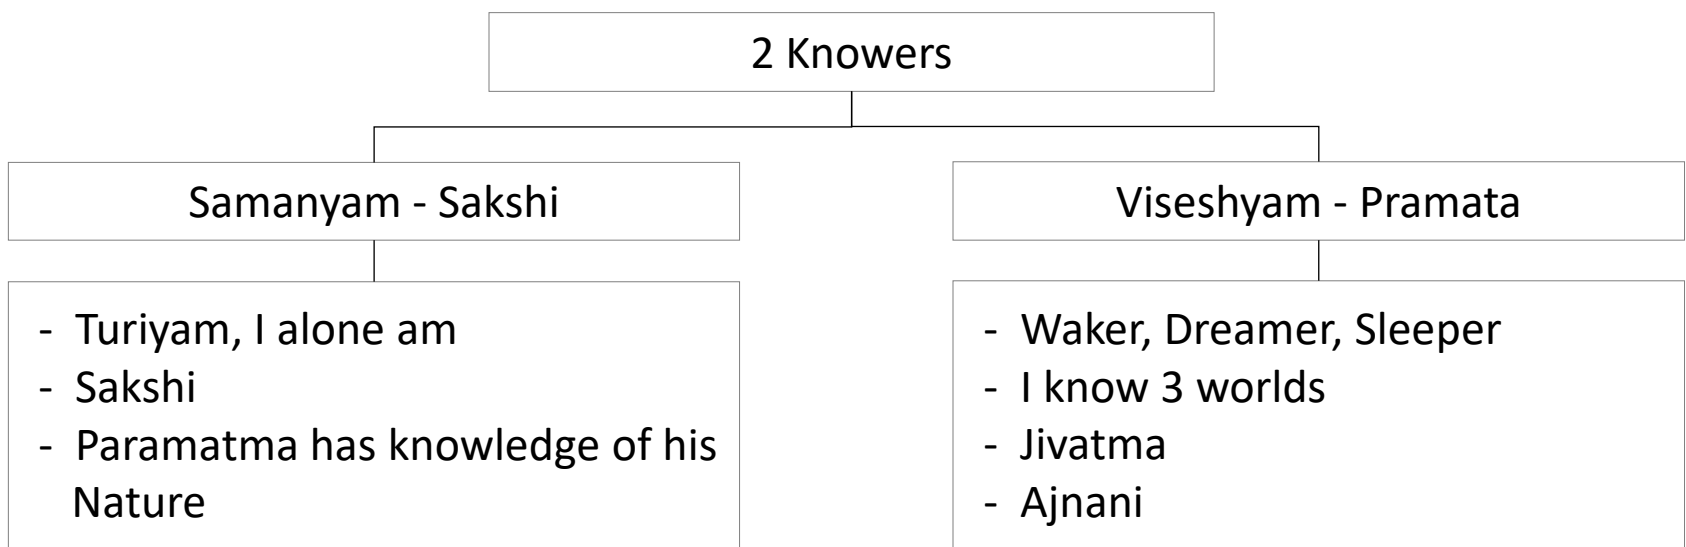 2 Knowers
Samanyam - Sakshi
- Turiyam, I alone am
- Sakshi
- Paramatma has knowledge of his
Nature
Viseshyam - Pramata
- Waker, Dreamer, Sleeper
- I know 3 worlds
- Jivatma
- Ajnani